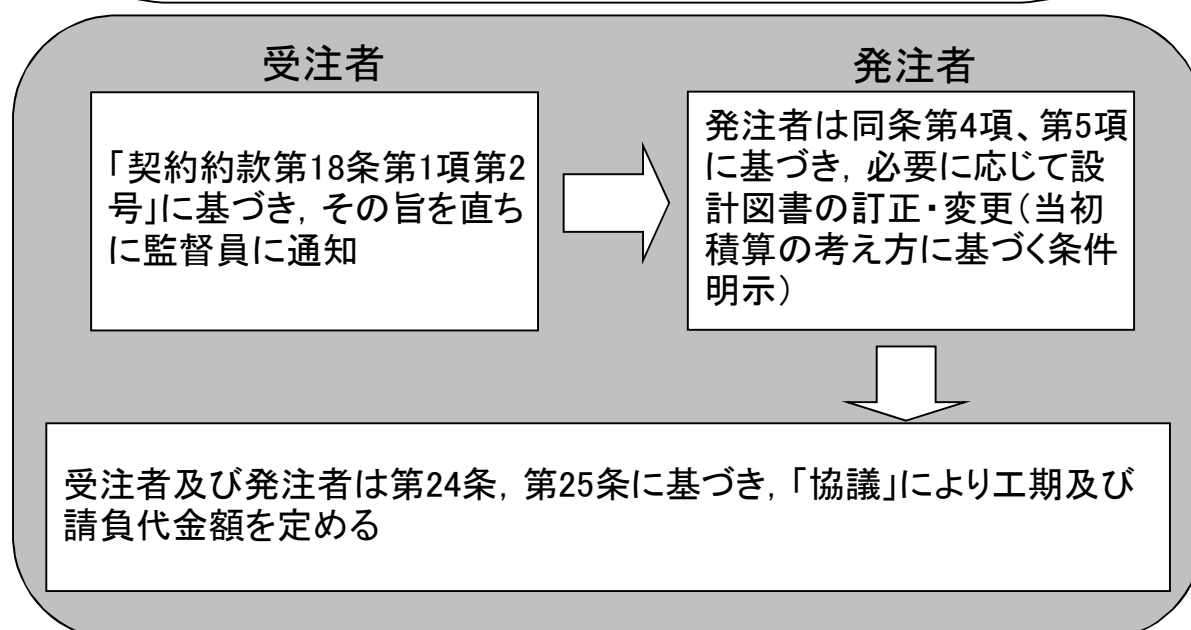 受注者
発注者
「契約約款第18条第1項第2
号」に基づき，その旨を直ち
に監督員に通知
発注者は同条第4項、第5項
に基づき，必要に応じて設
計図書の訂正・変更（当初
積算の考え方に基づく条件
明示）
受注者及び発注者は第24条，第25条に基づき，「協議」により工期及び
請負代金額を定める